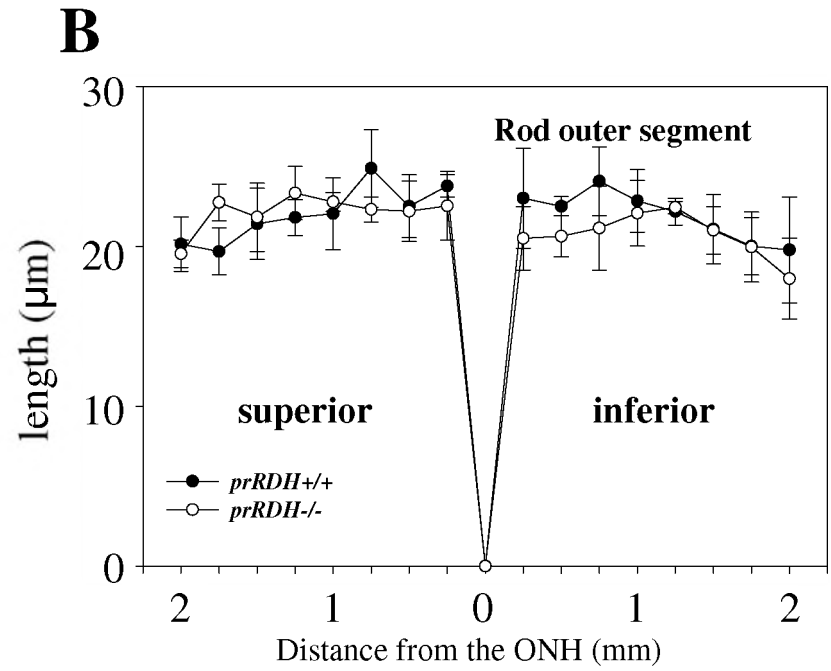 B
30
Rod outer segment
20
length (μm)
10
superior
inferior
prRDH+/+
prRDH-/-
0
2 1 0 1 2
Distance from the ONH (mm)